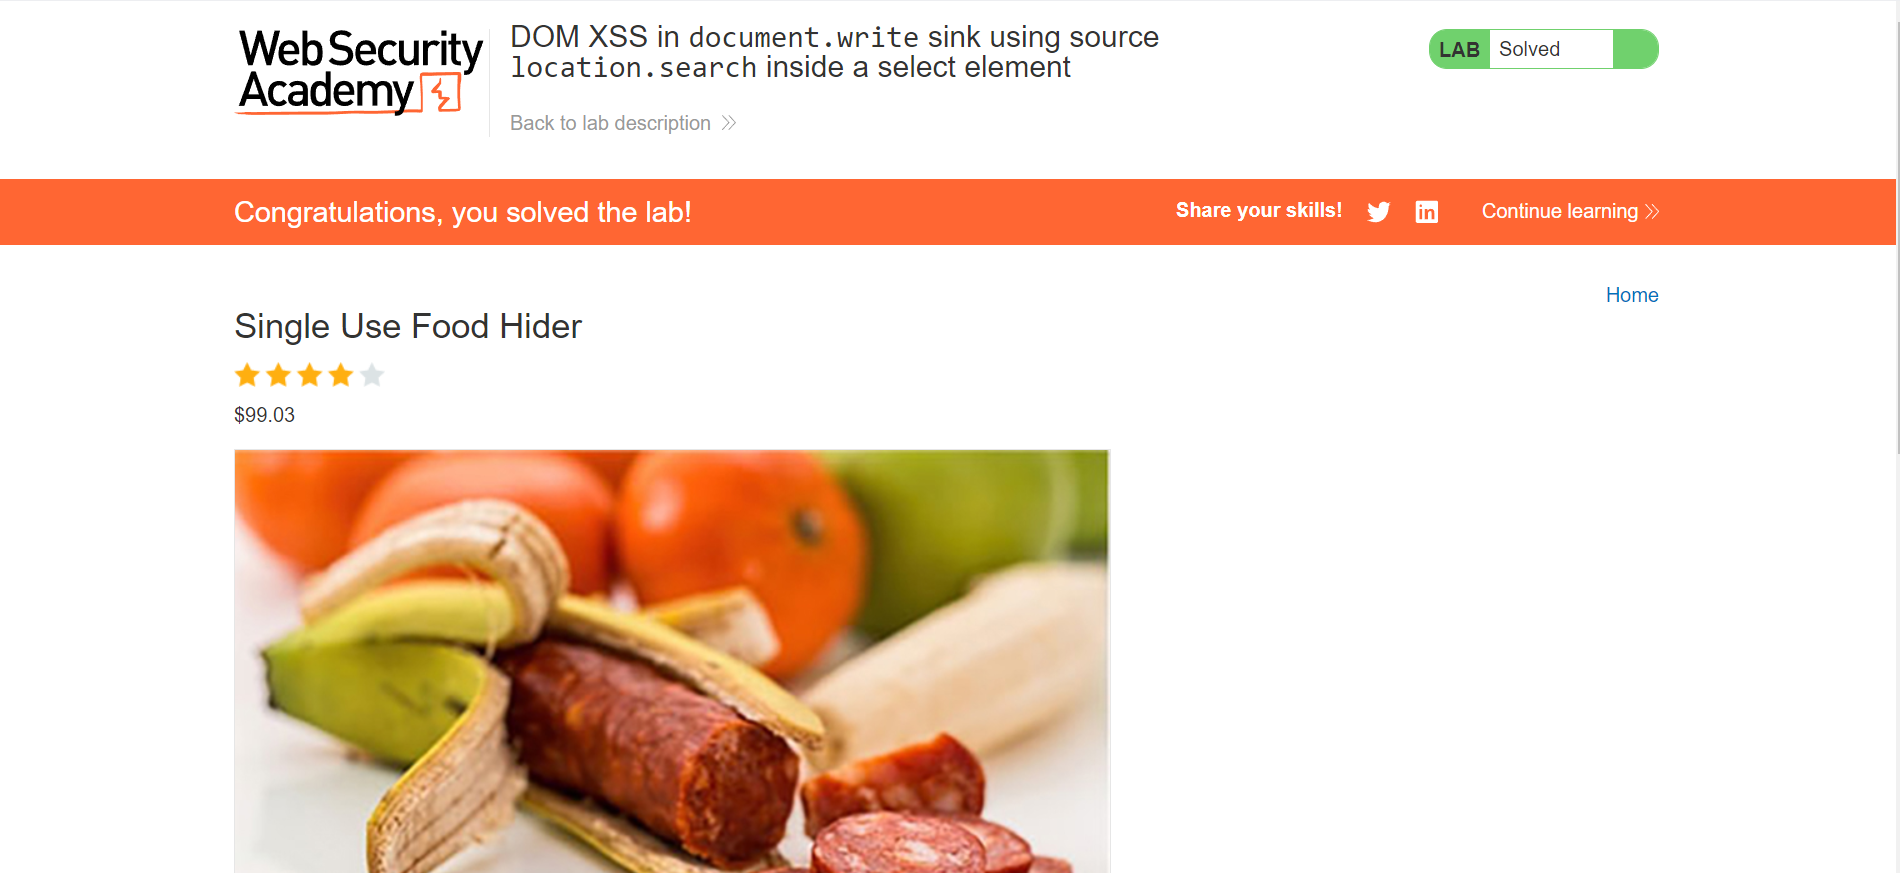 Web Security
Academy
DOM XSS in document.write sink using source
location.search inside a select element
Back to lab description
LAB Solved
Congratulations, you solved the lab!
Share your skills!
Continue learning
Home
Single Use Food Hider
$99.03